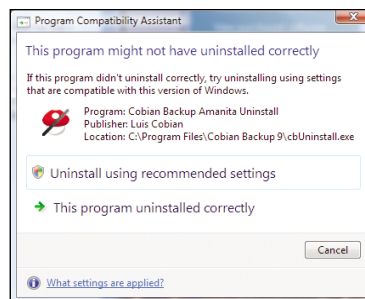 Program Compatibility Assistant
This program might not have uninstalled correctly
If this program didn't uninstall correctly, try uninstalling using settings
that are compatible with this version of Windows.
Program: Cobian Backup Amanita Uninstall
Publisher: Luis Cobian
Location: C:\Program Files\Cobian Backup 9\cbUninstall.exe
Uninstall using recommended settings
This program uninstalled correctly
Cancel
What settings are applied?